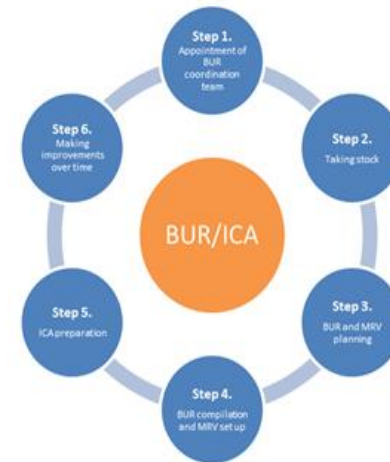 Step 1.
Appointment of
BUR
coordination
team
Step 2.
Taking stock
Step 3.
BUR and MRV
planning
Step 4.
BUR compilation
and MRV set up
Step 5.
ICA preparation
Step 6.
Making
improvements
over time
BUR/ICA